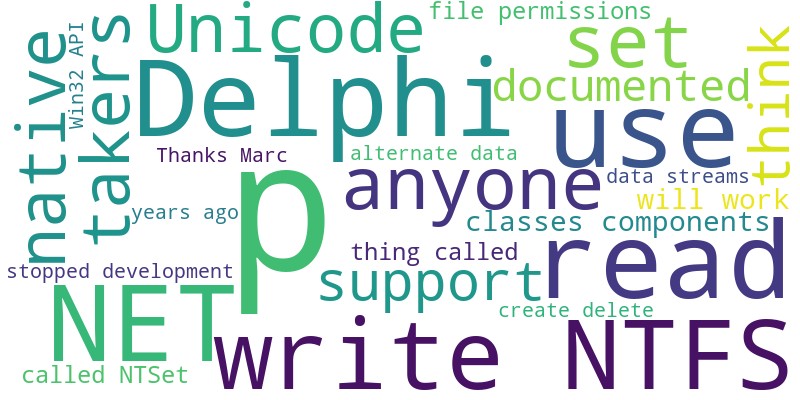 Unicode
file permissions
set
native
Win32 API
takers
Delphi
documented
think
use
Thanks Marc
alternate data
p
anyone
data streams
will work
years ago
classes components
read
thing called
stopped development
support
NET
create delete
write NTFS
called NTSet